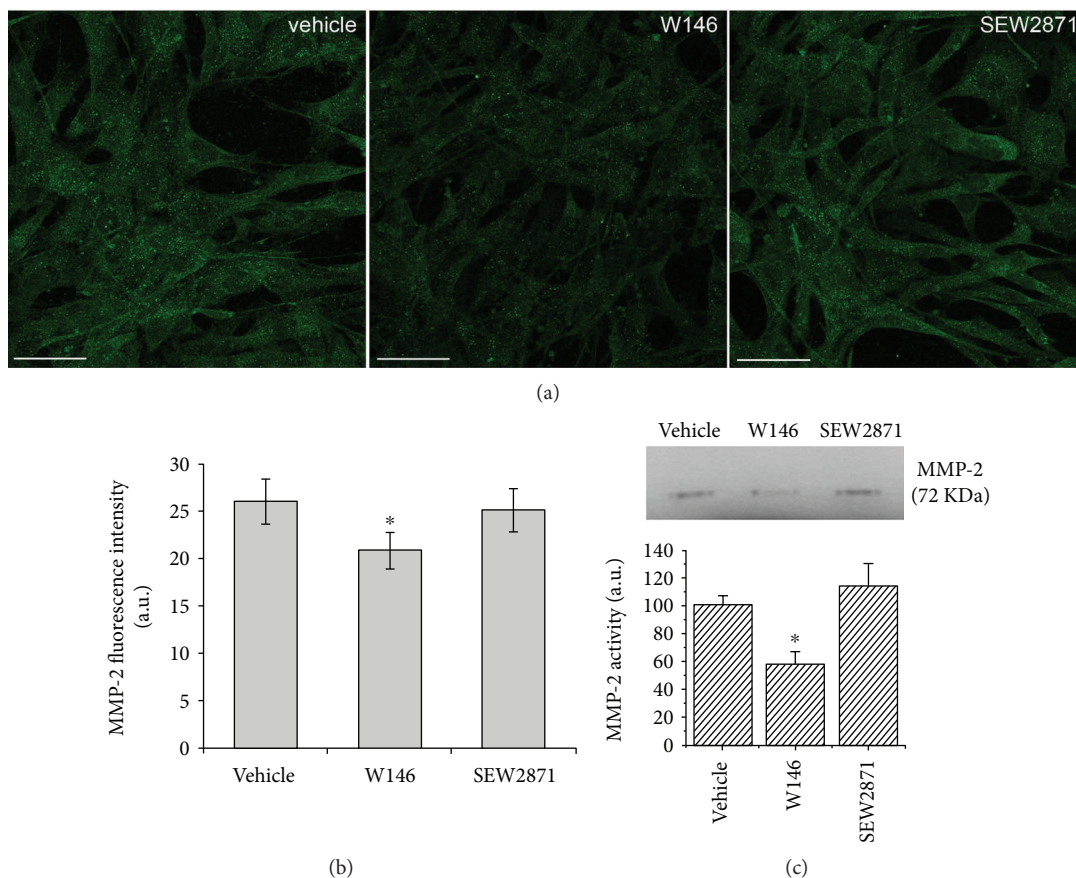 vehicle
W146
SEW2871
(a)
MMP-2 fluorescence intensity
(a.u.)
30
25
20
15
10
5
0
*
Vehicle
W146
SEW2871
(b)
Vehicle
W146
SEW2871
MMP-2
(72 KDa)
MMP-2 activity (a.u.)
140
120
100
80
60
40
20
0
*
Vehicle
W146
SEW2871
(c)